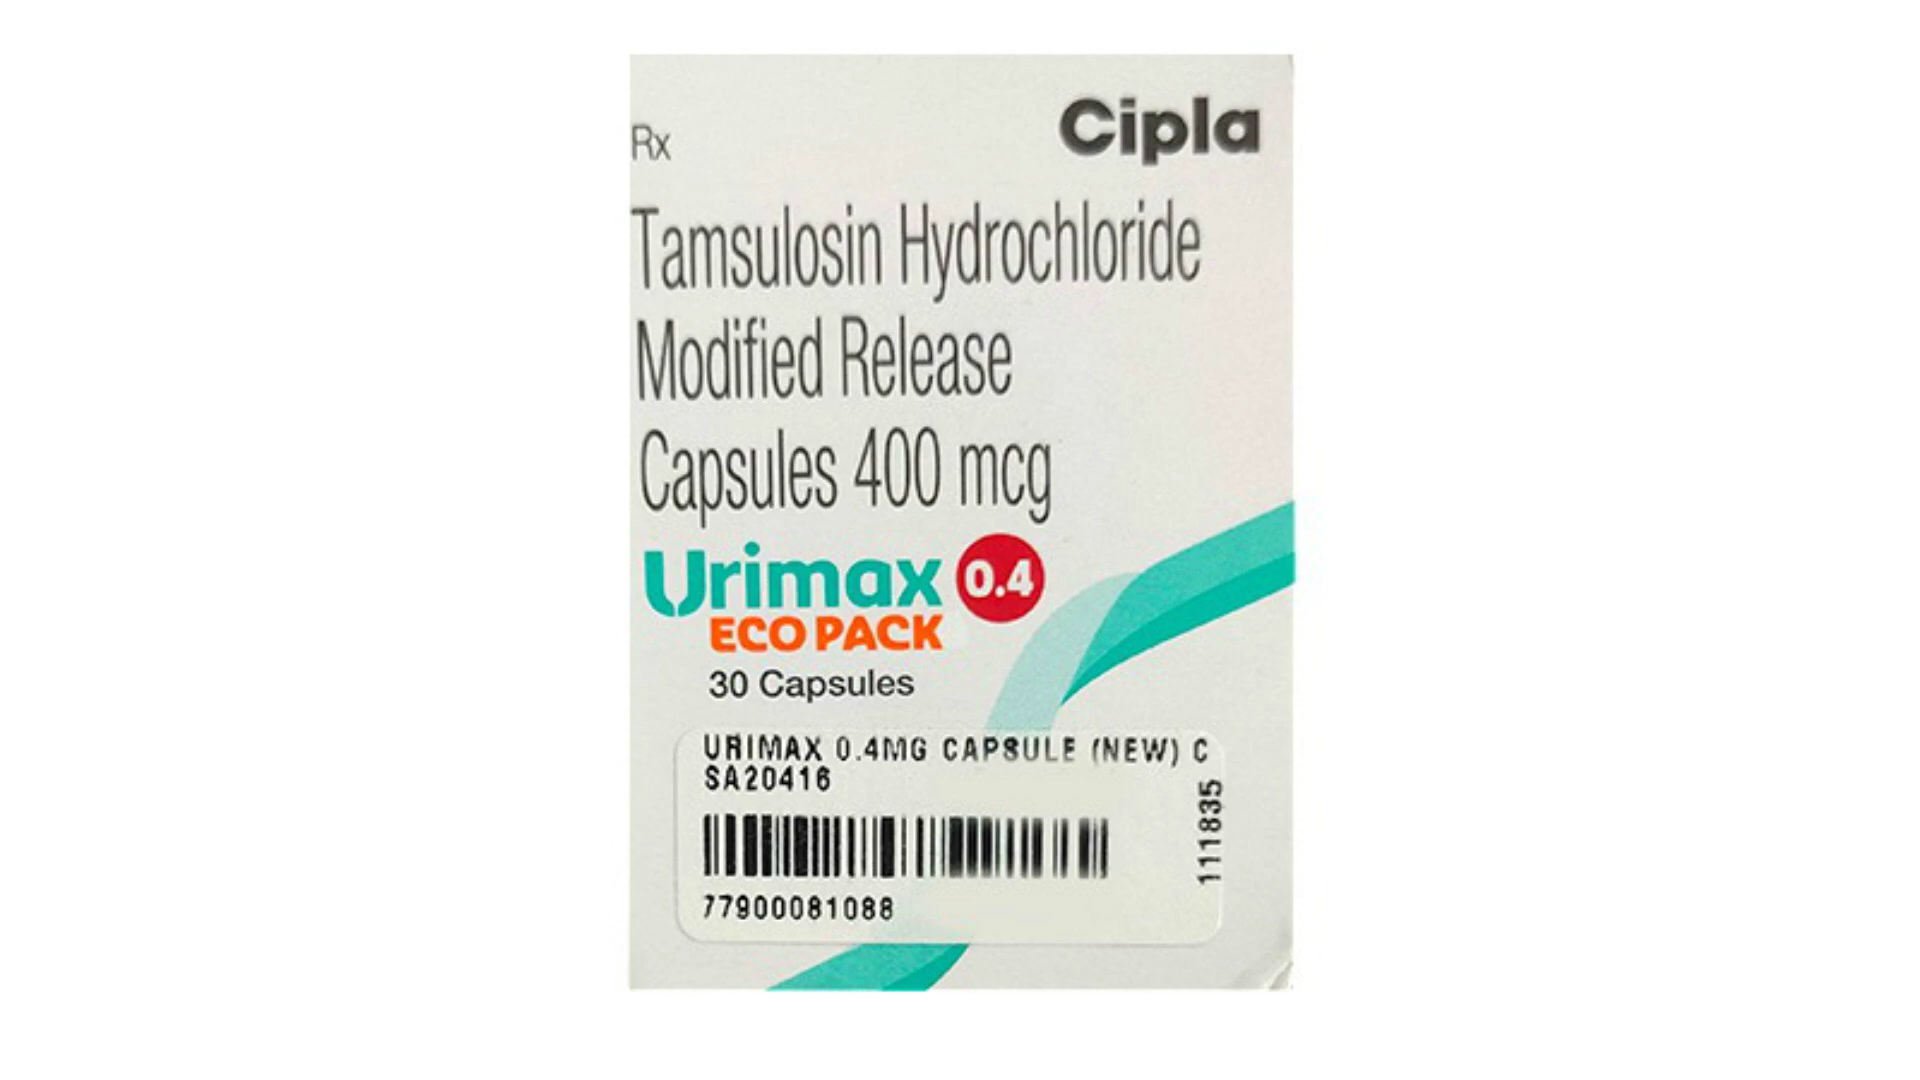 Rx
Cipla
Tamsulosin Hydrochloride
Modified Release
Capsules 400 mcg
Urimax 0.4
ECO PACK
30 Capsules
URIMAX 0.4MG CAPSULE (NEW) C
SA20416
111835
77900081088